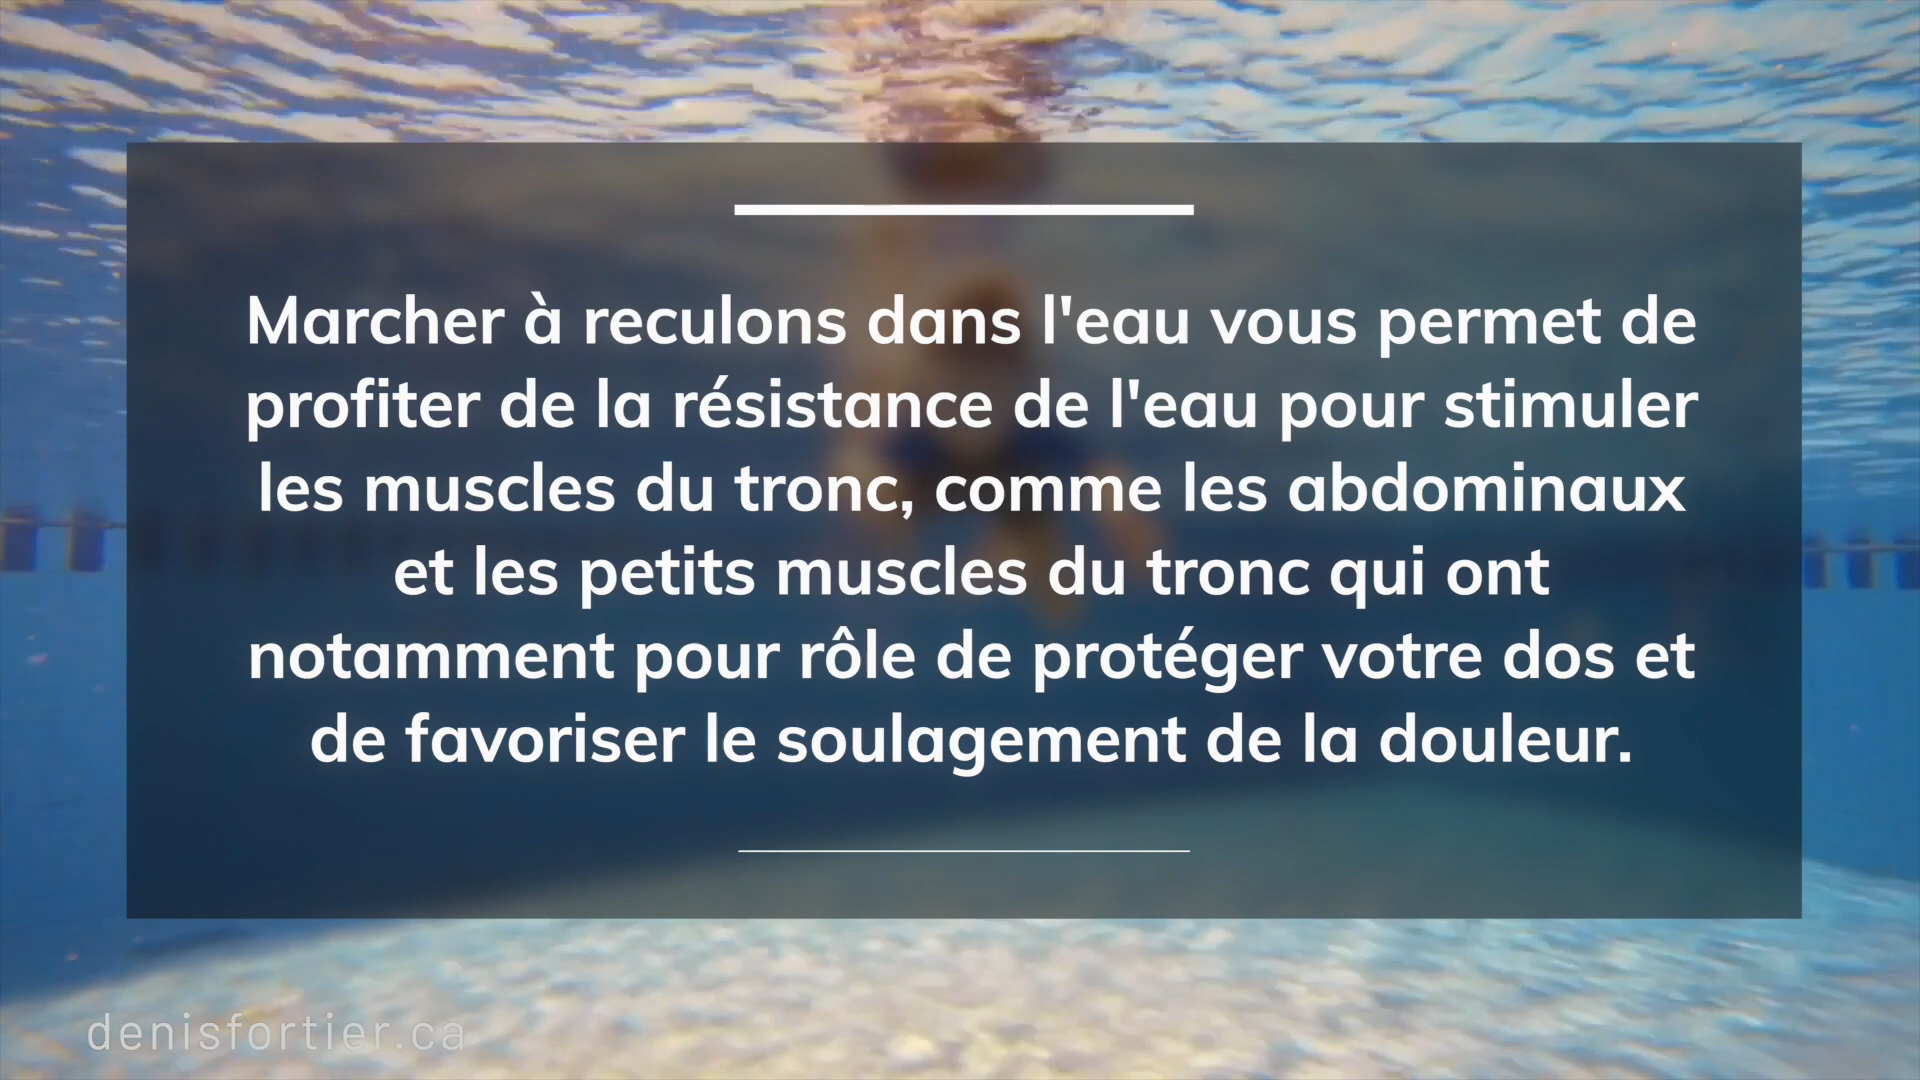 Marcher à reculons dans l'eau vous permet de
profiter de la résistance de l'eau pour stimuler
les muscles du tronc, comme les abdominaux
et les petits muscles du tronc qui ont
notamment pour rôle de protéger votre dos et
de favoriser le soulagement de la douleur.
denisfortier.ca